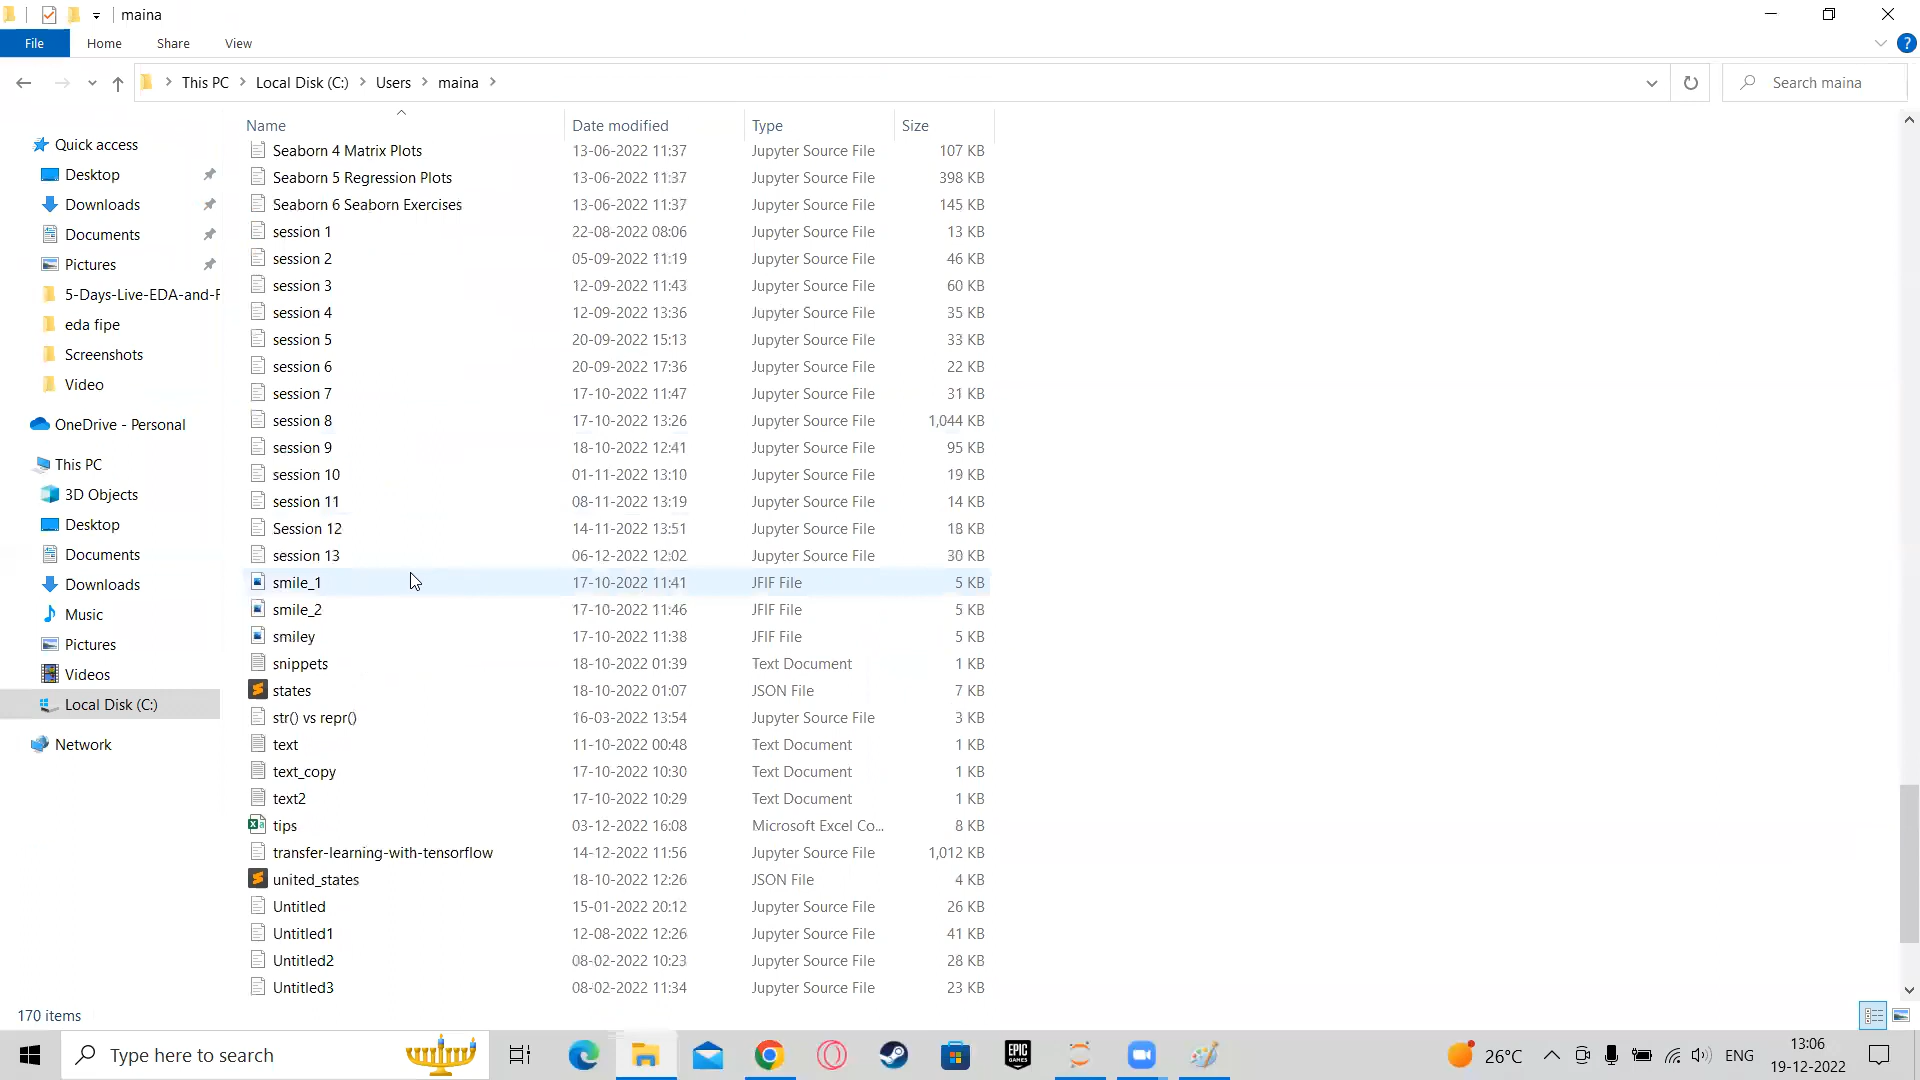 maina
File Home Share View
This PC Local Disk (C:) Users maina Search maina
Name Date modified Type Size
Quick access
Desktop
Downloads
Documents
Pictures
5-Days-Live-EDA-and-F
eda fipe
Screenshots
Video
OneDrive - Personal
This PC
3D Objects
Desktop
Documents
Downloads
Music
Pictures
Videos
Local Disk (C:)
Network
Seaborn 4 Matrix Plots 13-06-2022 11:37 Jupyter Source File 107 KB
Seaborn 5 Regression Plots 13-06-2022 11:37 Jupyter Source File 398 KB
Seaborn 6 Seaborn Exercises 13-06-2022 11:37 Jupyter Source File 145 KB
session 1 22-08-2022 08:06 Jupyter Source File 13 KB
session 2 05-09-2022 11:19 Jupyter Source File 46 KB
session 3 12-09-2022 11:43 Jupyter Source File 60 KB
session 4 12-09-2022 13:36 Jupyter Source File 35 KB
session 5 20-09-2022 15:13 Jupyter Source File 33 KB
session 6 20-09-2022 17:36 Jupyter Source File 22 KB
session 7 17-10-2022 11:47 Jupyter Source File 31 KB
session 8 17-10-2022 13:26 Jupyter Source File 1,044 KB
session 9 18-10-2022 12:41 Jupyter Source File 95 KB
session 10 01-11-2022 13:10 Jupyter Source File 19 KB
session 11 08-11-2022 13:19 Jupyter Source File 14 KB
Session 12 14-11-2022 13:51 Jupyter Source File 18 KB
session 13 06-12-2022 12:02 Jupyter Source File 30 KB
smile_1 17-10-2022 11:41 JFIF File 5 KB
smile_2 17-10-2022 11:46 JFIF File 5 KB
smiley 17-10-2022 11:38 JFIF File 5 KB
snippets 18-10-2022 01:39 Text Document 1 KB
states 18-10-2022 01:07 JSON File 7 KB
str() vs repr() 16-03-2022 13:54 Jupyter Source File 3 KB
text 11-10-2022 00:48 Text Document 1 KB
text_copy 17-10-2022 10:30 Text Document 1 KB
text2 17-10-2022 10:29 Text Document 1 KB
tips 03-12-2022 16:08 Microsoft Excel Co... 8 KB
transfer-learning-with-tensorflow 14-12-2022 11:56 Jupyter Source File 1,012 KB
united_states 18-10-2022 12:26 JSON File 4 KB
Untitled 15-01-2022 20:12 Jupyter Source File 26 KB
Untitled1 12-08-2022 12:26 Jupyter Source File 41 KB
Untitled2 08-02-2022 10:23 Jupyter Source File 28 KB
Untitled3 08-02-2022 11:34 Jupyter Source File 23 KB
170 items
Type here to search
EPIC
GAMES
26°C
ENG
13:06
19-12-2022